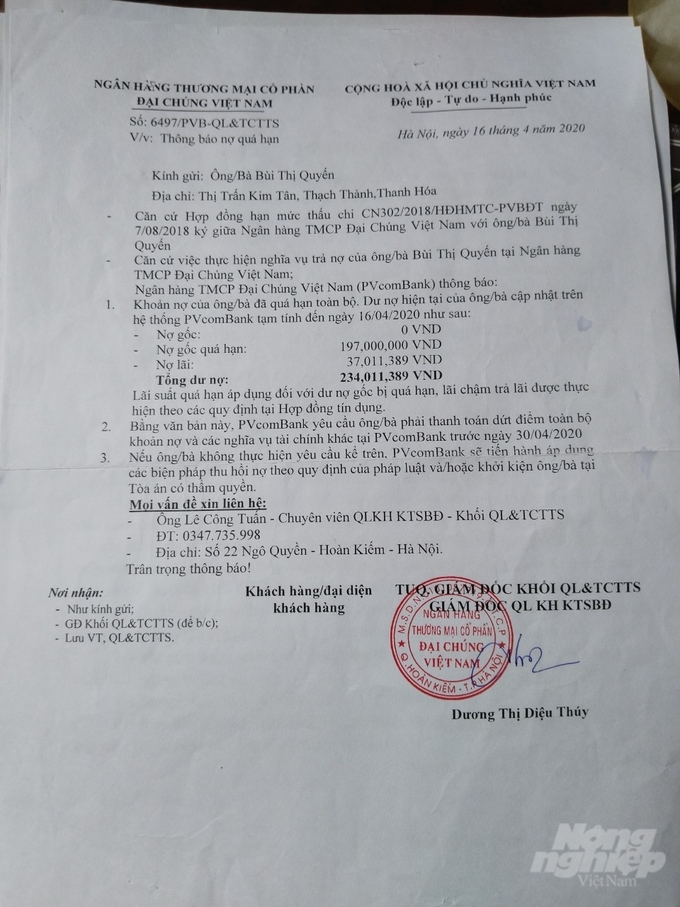 NGÂN HÀNG THƯƠNG MẠI CỔ PHẦN
ĐẠI CHÚNG VIỆT NAM
CỘNG HOÀ XÃ HỘI CHỦ NGHĨA VIỆT NAM
Độc lập - Tự do - Hạnh phúc
Số: 6497/PVB-QL&TCTTS
V/v: Thông báo nợ quá hạn
Hà Nội, ngày 16 tháng 4 năm 2020
Kính gửi: Ông/Bà Bùi Thị Quyến
Địa chỉ: Thị Trấn Kim Tân, Thạch Thành,Thanh Hóa
- Căn cứ Hợp đồng hạn mức thấu chi CN302/2018/HĐHMTC-PVBĐT ngày
7/08/2018 ký giữa Ngân hàng TMCP Đại Chúng Việt Nam với ông/bà Bùi Thị
Quyến
- Căn cứ việc thực hiện nghĩa vụ trả nợ của ông/bà Bùi Thị Quyến tại Ngân hàng
TMCP Đại Chúng Việt Nam;
Ngân hàng TMCP Đại Chúng Việt Nam (PVcomBank) thông báo:
1. Khoản nợ của ông/bà đã quá hạn toàn bộ. Dư nợ hiện tại của ông/bà cập nhật trên
hệ thống PVcomBank tạm tính đến ngày 16/04/2020 như sau:
- Nợ gốc: 0 VND
- Nợ gốc quá hạn: 197,000,000 VND
- Nợ lãi: 37,011,389 VND
Tổng dư nợ: 234,011,389 VND
Lãi suất quá hạn áp dụng đối với dư nợ gốc bị quá hạn, lãi chậm trả lãi được thực
hiện theo các quy định tại Hợp đồng tín dụng.
2. Bằng văn bản này, PVcomBank yêu cầu ông/bà phải thanh toán dứt điểm toàn bộ
khoản nợ và các nghĩa vụ tài chính khác tại PVcomBank trước ngày 30/04/2020
3. Nếu ông/bà không thực hiện yêu cầu kể trên, PVcomBank sẽ tiến hành áp dụng
các biện pháp thu hồi nợ theo quy định của pháp luật và/hoặc khởi kiện ông/bà tại
Tòa án có thẩm quyền.
Mọi vấn đề xin liên hệ:
- Ông Lê Công Tuấn - Chuyên viên QLKH KTSBĐ - Khối QL&TCTTS
- ĐT: 0347.735.998
- Địa chỉ: Số 22 Ngô Quyền - Hoàn Kiếm - Hà Nội.
Trân trọng thông báo!
Nơi nhận:
- Như kính gửi;
- GĐ Khối QL&TCTTS (để b/c);
- Lưu VT, QL&TCTTS.
Khách hàng/đại diện
khách hàng
TUQ. GIÁM ĐỐC KHỐI QL&TCTTS
GIÁM ĐỐC QL KH KTSBĐ
NGÂN HÀNG
THƯƠNG MẠI CỔ PHẦN
ĐẠI CHÚNG
VIỆT NAM
Q. HOÀN KIẾM - T.P HÀ NỘI
Dương Thị Diệu Thúy
Nông
nghiệp
Việt Nam